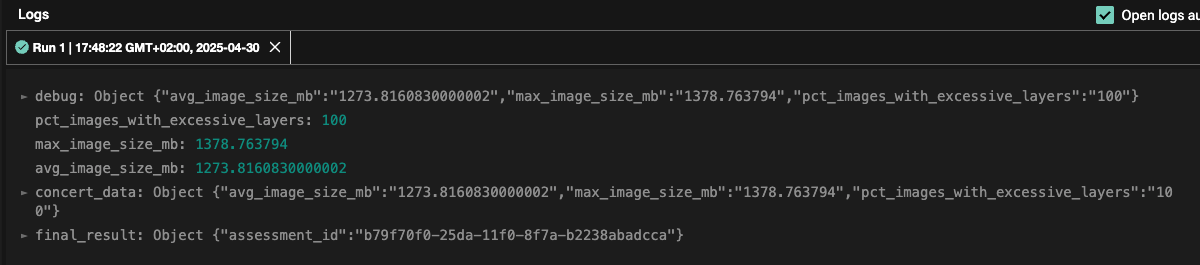 Logs
Open logs au
Run 1 | 17:48:22 GMT+02:00, 2025-04-30
debug: Object {"avg_image_size_mb":"1273.8160830000002","max_image_size_mb":"1378.763794","pct_images_with_excessive_layers":"100"}
pct_images_with_excessive_layers: 100
max_image_size_mb: 1378.763794
avg_image_size_mb: 1273.8160830000002
concert_data: Object {"avg_image_size_mb":"1273.8160830000002","max_image_size_mb":"1378.763794","pct_images_with_excessive_layers":"10
0"}
final_result: Object {"assessment_id":"b79f70f0-25da-11f0-8f7a-b2238abadcca"}